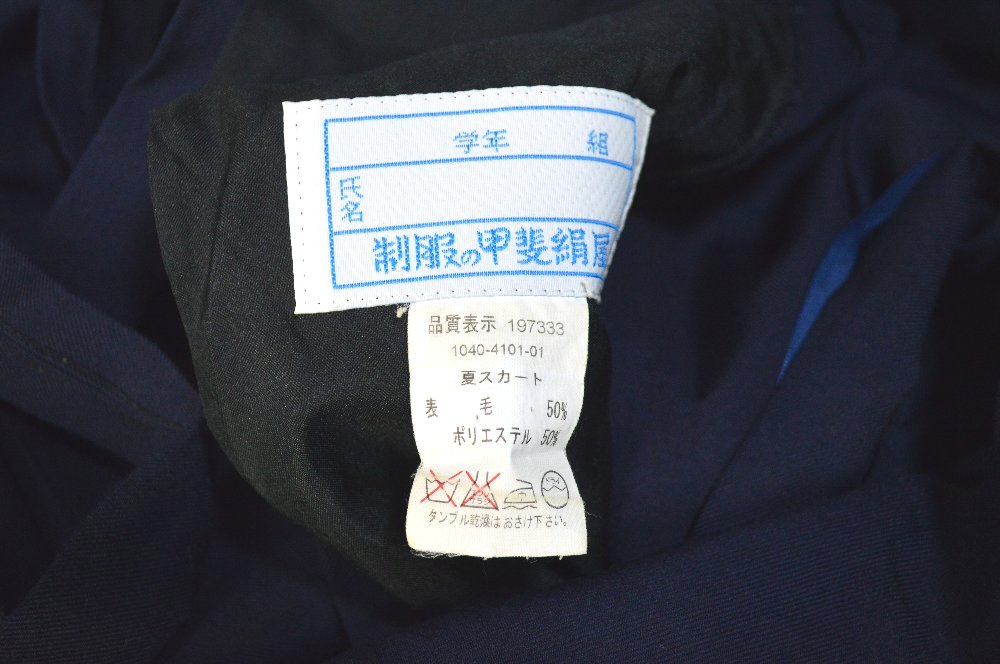 学年 組
氏名
制服の甲斐絹屋
品質表示 197333
1040-4101-01
夏スカート
表 毛 50%
ポリエステル 50%
タンブル乾燥はおさけ下さい。